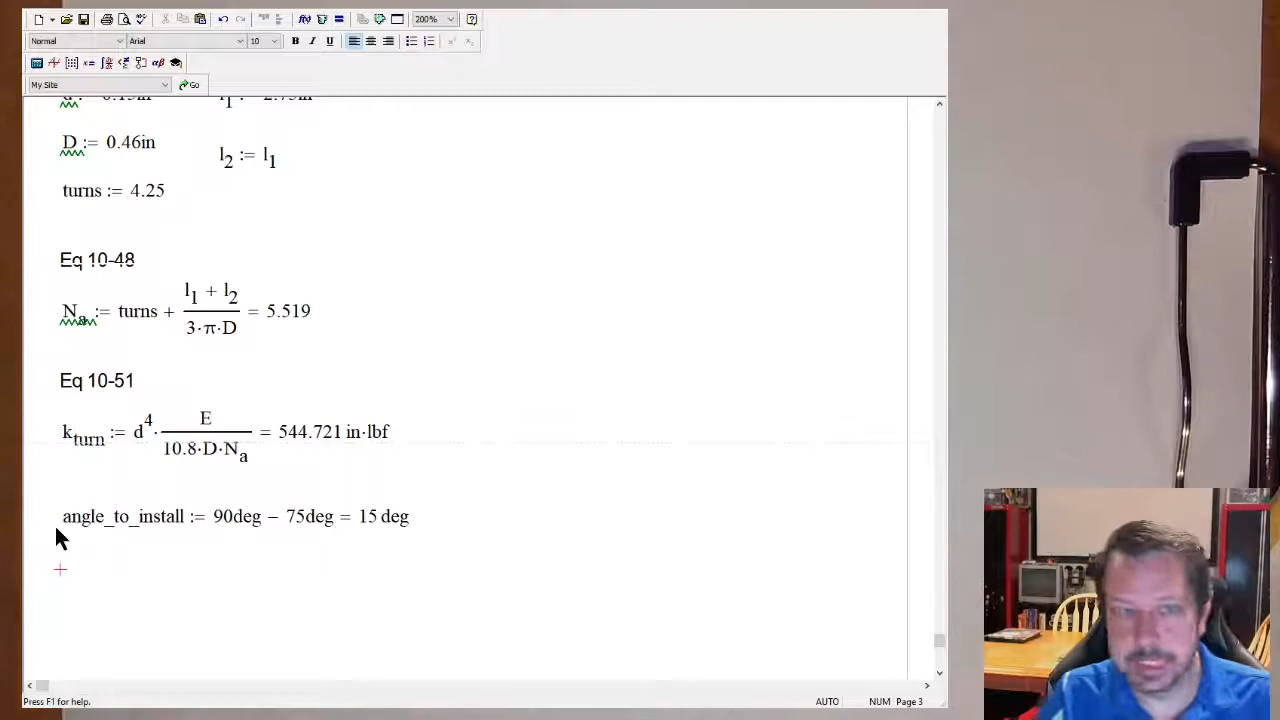 200%
Normal Arial 10 B I U
My Site Go
D := 0.46in
l2 := l1
turns := 4.25
Eq 10-48
Na := turns + (l1 + l2)/(3·π·D) = 5.519
Eq 10-51
kturn := d^4·E/(10.8·D·Na) = 544.721 in·lbf
angle_to_install := 90deg − 75deg = 15 deg
Press F1 for help. AUTO NUM Page 3